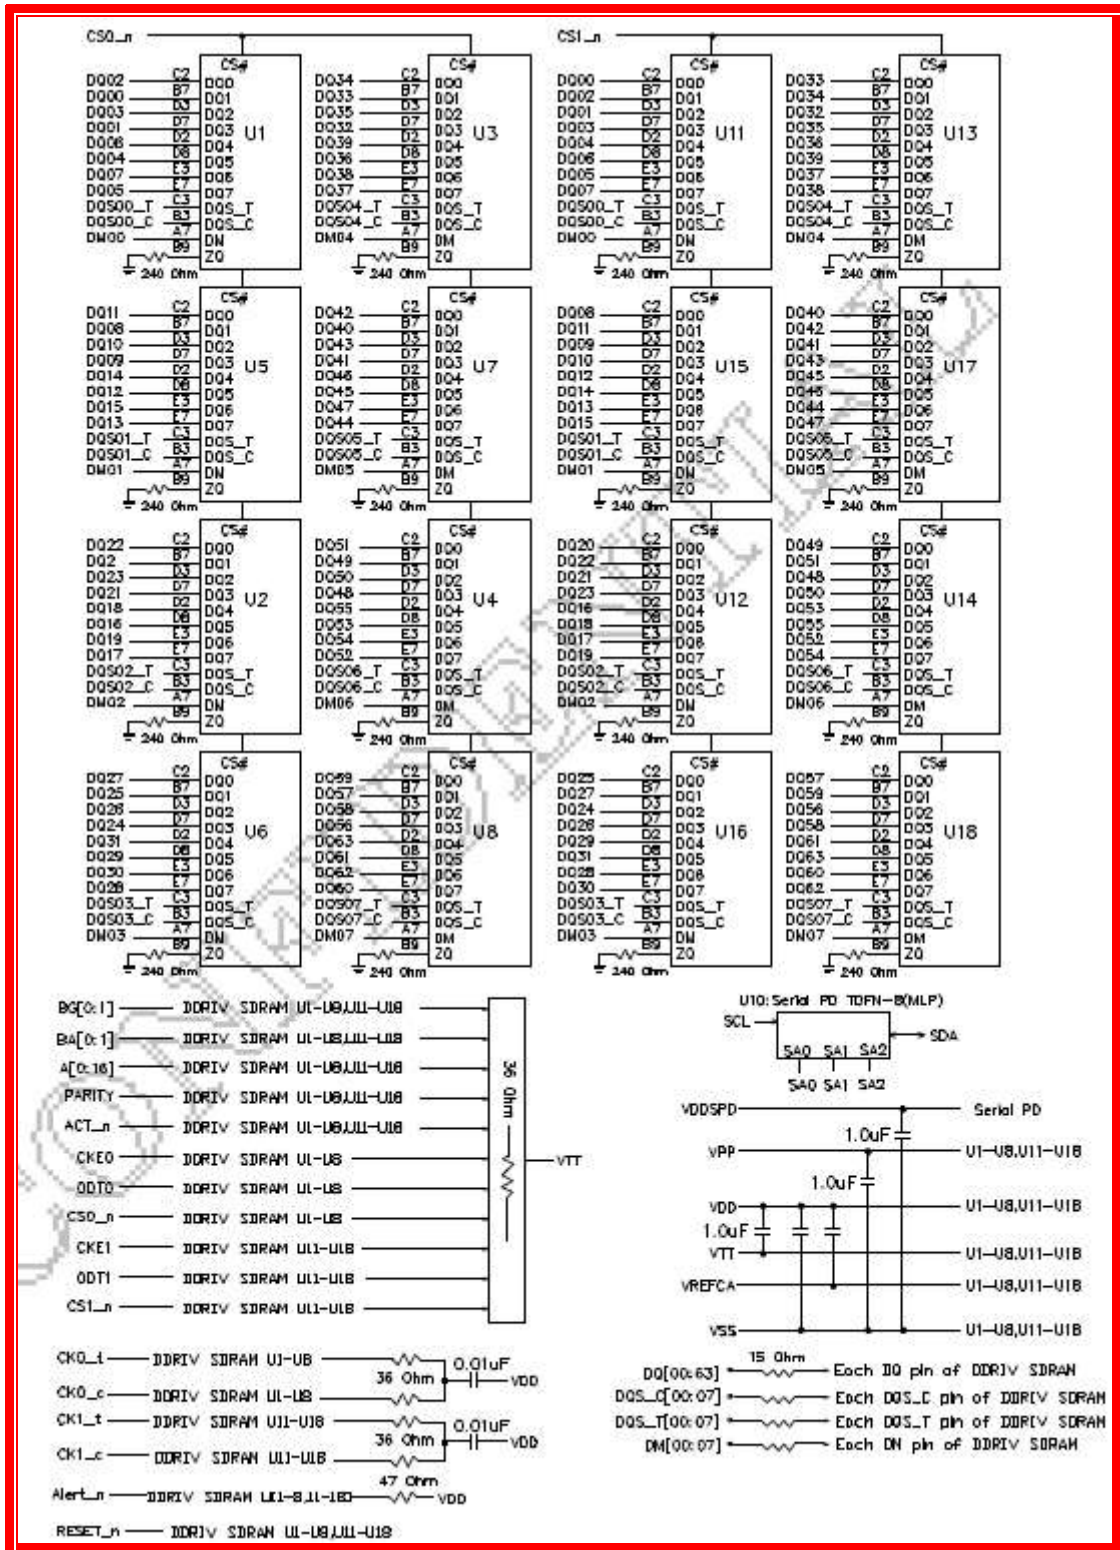 CS0_n
CS1_n
CS#
DQ02 C2 DQ0
DQ00 B7 DQ1
DQ03 D3 DQ2
DQ01 D7 DQ3
DQ06 D2 DQ4
DQ04 D8 DQ5
DQ07 E3 DQ6
DQ05 E7 DQ7
DQS00_T C3 DQS_T
DQS00_C B3 DQS_C
DM00 A7 DM
B9 ZQ
240 Ohm
U1
CS#
DQ34 C2 DQ0
DQ33 B7 DQ1
DQ35 D3 DQ2
DQ32 D7 DQ3
DQ39 D2 DQ4
DQ36 D8 DQ5
DQ38 E3 DQ6
DQ37 E7 DQ7
DQS04_T C3 DQS_T
DQS04_C B3 DQS_C
DM04 A7 DM
B9 ZQ
240 Ohm
U3
CS#
DQ00 C2 DQ0
DQ02 B7 DQ1
DQ01 D3 DQ2
DQ03 D7 DQ3
DQ04 D2 DQ4
DQ06 D8 DQ5
DQ05 E3 DQ6
DQ07 E7 DQ7
DQS00_T C3 DQS_T
DQS00_C B3 DQS_C
DM00 A7 DM
B9 ZQ
240 Ohm
U11
CS#
DQ33 C2 DQ0
DQ34 B7 DQ1
DQ32 D3 DQ2
DQ35 D7 DQ3
DQ36 D2 DQ4
DQ39 D8 DQ5
DQ37 E3 DQ6
DQ38 E7 DQ7
DQS04_T C3 DQS_T
DQS04_C B3 DQS_C
DM04 A7 DM
B9 ZQ
240 Ohm
U13
CS#
DQ11 C2 DQ0
DQ08 B7 DQ1
DQ10 D3 DQ2
DQ09 D7 DQ3
DQ14 D2 DQ4
DQ12 D8 DQ5
DQ15 E3 DQ6
DQ13 E7 DQ7
DQS01_T C3 DQS_T
DQS01_C B3 DQS_C
DM01 A7 DM
B9 ZQ
240 Ohm
U5
CS#
DQ42 C2 DQ0
DQ40 B7 DQ1
DQ43 D3 DQ2
DQ41 D7 DQ3
DQ46 D2 DQ4
DQ45 D8 DQ5
DQ47 E3 DQ6
DQ44 E7 DQ7
DQS05_T C3 DQS_T
DQS05_C B3 DQS_C
DM05 A7 DM
B9 ZQ
240 Ohm
U7
CS#
DQ08 C2 DQ0
DQ11 B7 DQ1
DQ09 D3 DQ2
DQ10 D7 DQ3
DQ12 D2 DQ4
DQ14 D8 DQ5
DQ13 E3 DQ6
DQ15 E7 DQ7
DQS01_T C3 DQS_T
DQS01_C B3 DQS_C
DM01 A7 DM
B9 ZQ
240 Ohm
U15
CS#
DQ40 C2 DQ0
DQ42 B7 DQ1
DQ41 D3 DQ2
DQ43 D7 DQ3
DQ45 D2 DQ4
DQ46 D8 DQ5
DQ44 E3 DQ6
DQ47 E7 DQ7
DQS05_T C3 DQS_T
DQS05_C B3 DQS_C
DM05 A7 DM
B9 ZQ
240 Ohm
U17
CS#
DQ22 C2 DQ0
DQ2 B7 DQ1
DQ23 D3 DQ2
DQ21 D7 DQ3
DQ18 D2 DQ4
DQ16 D8 DQ5
DQ19 E3 DQ6
DQ17 E7 DQ7
DQS02_T C3 DQS_T
DQS02_C B3 DQS_C
DM02 A7 DM
B9 ZQ
240 Ohm
U2
CS#
DQ51 C2 DQ0
DQ49 B7 DQ1
DQ50 D3 DQ2
DQ48 D7 DQ3
DQ55 D2 DQ4
DQ53 D8 DQ5
DQ54 E3 DQ6
DQ52 E7 DQ7
DQS06_T C3 DQS_T
DQS06_C B3 DQS_C
DM06 A7 DM
B9 ZQ
240 Ohm
U4
CS#
DQ20 C2 DQ0
DQ22 B7 DQ1
DQ21 D3 DQ2
DQ23 D7 DQ3
DQ16 D2 DQ4
DQ18 D8 DQ5
DQ17 E3 DQ6
DQ19 E7 DQ7
DQS02_T C3 DQS_T
DQS02_C B3 DQS_C
DM02 A7 DM
B9 ZQ
240 Ohm
U12
CS#
DQ49 C2 DQ0
DQ51 B7 DQ1
DQ48 D3 DQ2
DQ50 D7 DQ3
DQ53 D2 DQ4
DQ55 D8 DQ5
DQ52 E3 DQ6
DQ54 E7 DQ7
DQS06_T C3 DQS_T
DQS06_C B3 DQS_C
DM06 A7 DM
B9 ZQ
240 Ohm
U14
CS#
DQ27 C2 DQ0
DQ25 B7 DQ1
DQ26 D3 DQ2
DQ24 D7 DQ3
DQ31 D2 DQ4
DQ29 D8 DQ5
DQ30 E3 DQ6
DQ28 E7 DQ7
DQS03_T C3 DQS_T
DQS03_C B3 DQS_C
DM03 A7 DM
B9 ZQ
240 Ohm
U6
CS#
DQ59 C2 DQ0
DQ57 B7 DQ1
DQ58 D3 DQ2
DQ56 D7 DQ3
DQ63 D2 DQ4
DQ61 D8 DQ5
DQ62 E3 DQ6
DQ60 E7 DQ7
DQS07_T C3 DQS_T
DQS07_C B3 DQS_C
DM07 A7 DM
B9 ZQ
240 Ohm
U8
CS#
DQ25 C2 DQ0
DQ27 B7 DQ1
DQ24 D3 DQ2
DQ26 D7 DQ3
DQ29 D2 DQ4
DQ31 D8 DQ5
DQ28 E3 DQ6
DQ30 E7 DQ7
DQS03_T C3 DQS_T
DQS03_C B3 DQS_C
DM03 A7 DM
B9 ZQ
240 Ohm
U16
CS#
DQ57 C2 DQ0
DQ59 B7 DQ1
DQ56 D3 DQ2
DQ58 D7 DQ3
DQ61 D2 DQ4
DQ63 D8 DQ5
DQ60 E3 DQ6
DQ62 E7 DQ7
DQS07_T C3 DQS_T
DQS07_C B3 DQS_C
DM07 A7 DM
B9 ZQ
240 Ohm
U18
BG[0:1] DDRIV SDRAM U1-U8,U11-U18
BA[0:1] DDRIV SDRAM U1-U8,U11-U18
A[0:16] DDRIV SDRAM U1-U8,U11-U18
PARITY DDRIV SDRAM U1-U8,U11-U18
ACT_n DDRIV SDRAM U1-U8,U11-U18
CKE0 DDRIV SDRAM U1-U8
ODT0 DDRIV SDRAM U1-U8
CS0_n DDRIV SDRAM U1-U8
CKE1 DDRIV SDRAM U11-U18
ODT1 DDRIV SDRAM U11-U18
CS1_n DDRIV SDRAM U11-U18
36 Ohm
VTT
U10:Serial PD TDFN-8(MLP)
SCL
SDA
SA0 SA1 SA2
SA0 SA1 SA2
VDDSPD Serial PD
1.0uF
VPP U1-U8,U11-U18
1.0uF
VDD U1-U8,U11-U18
1.0uF
VTT U1-U8,U11-U18
VREFCA U1-U8,U11-U18
VSS U1-U8,U11-U18
CK0_t DDRIV SDRAM U1-U8
36 Ohm 0.01uF VDD
CK0_c DDRIV SDRAM U1-U8
CK1_t DDRIV SDRAM U11-U18
36 Ohm 0.01uF VDD
CK1_c DDRIV SDRAM U11-U18
47 Ohm
Alert_n DDRIV SDRAM U(1-8,11-18) VDD
RESET_n DDRIV SDRAM U1-U8,U11-U18
15 Ohm
DQ[00:63] Each DQ pin of DDRIV SDRAM
DQS_C[00:07] Each DQS_C pin of DDRIV SDRAM
DQS_T[00:07] Each DQS_T pin of DDRIV SDRAM
DM[00:07] Each DM pin of DDRIV SDRAM
CONFIDENTIAL